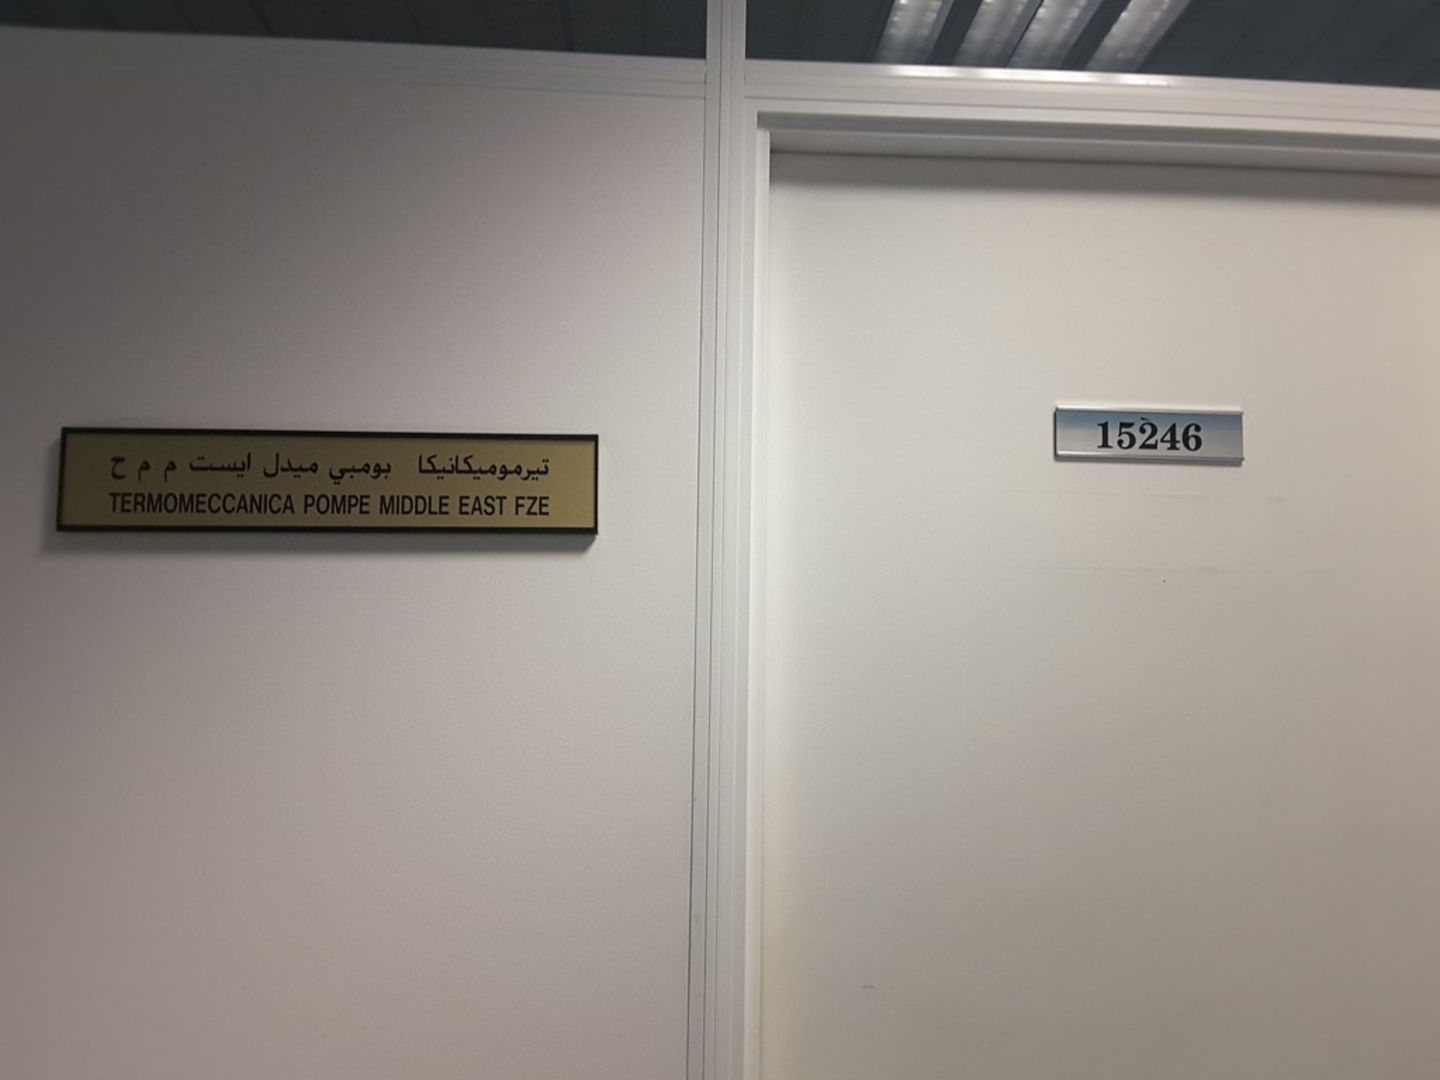 تيرموميكانيكا بومبي ميدل ايست م م ح
TERMOMECCANICA POMPE MIDDLE EAST FZE
15246